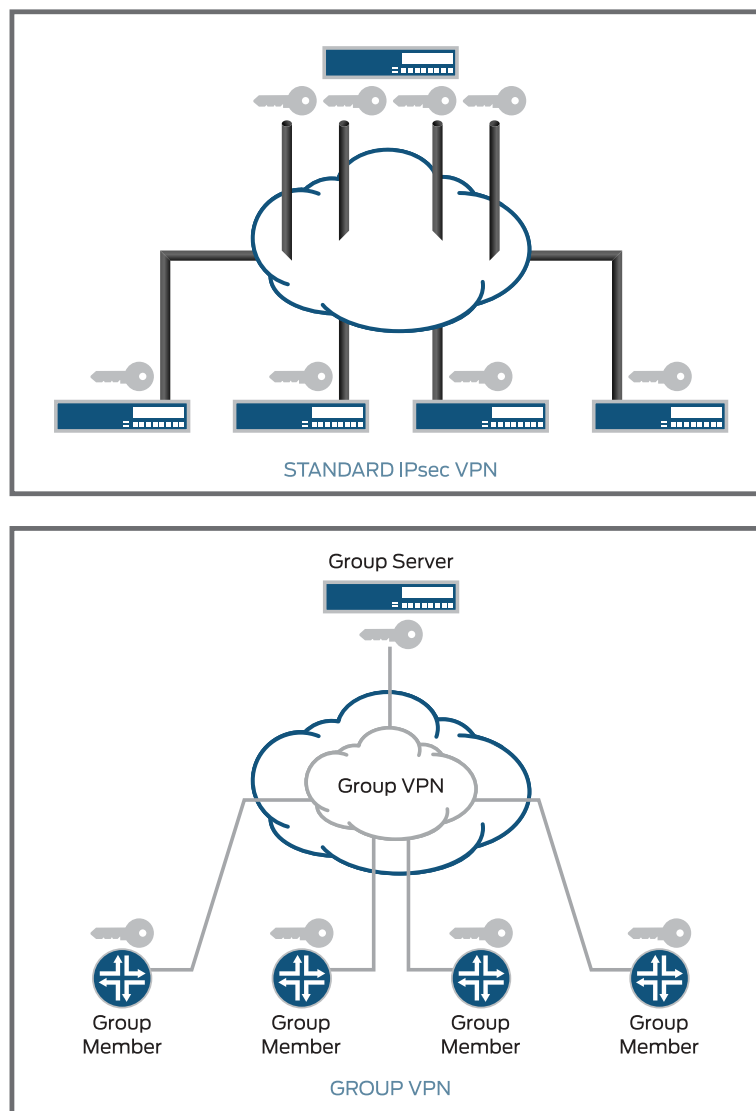 STANDARD IPsec VPN
Group Server
Group VPN
Group
Member
Group
Member
Group
Member
Group
Member
GROUP VPN